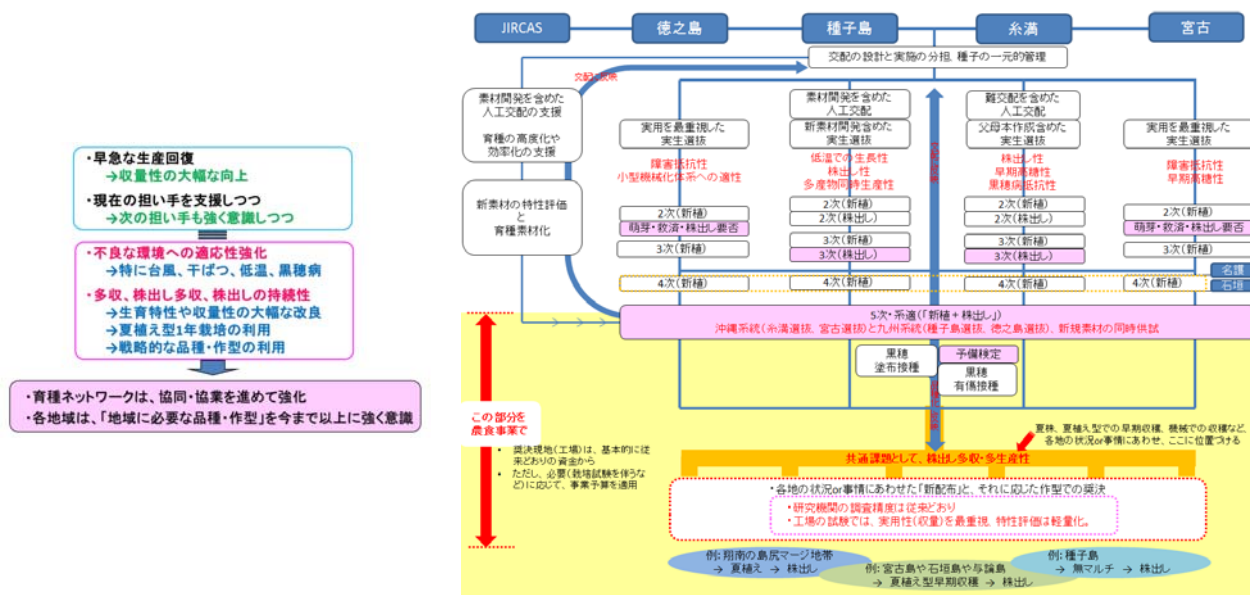 ・早急な生産回復
→収量性の大幅な向上
・現在の担い手を支援しつつ
→次の担い手も強く意識しつつ
・不良な環境への適応性強化
→特に台風、干ばつ、低温、黒穂病
・多収、株出し多収、株出しの持続性
→生育特性や収量性の大幅な改良
→夏植え型1年栽培の利用
→戦略的な品種・作型の利用
・育種ネットワークは、協同・協業を進めて強化
・各地域は、「地域に必要な品種・作型」を今まで以上に強く意識
JIRCAS
徳之島
種子島
糸満
宮古
交配の設計と実施の分担、種子の一元的管理
素材開発を含めた
人工交配の支援
育種の高度化や
効率化の支援
新素材の特性評価
と
育種素材化
実用を最重視した
実生選抜
障害抵抗性
小型機械化体系への適性
2次(新植)
萌芽・救済・株出し要否
3次(新植)
4次(新植)
素材開発を含めた
人工交配
新素材開発含めた
実生選抜
低温での生長性
株出し性
多産物同時生産性
2次(新植)
2次(株出し)
3次(新植)
3次(株出し)
4次(新植)
難交配を含めた
人工交配
父母本作成含めた
実生選抜
株出し性
早期高糖性
黒穂病抵抗性
2次(新植)
2次(株出し)
3次(新植)
3次(株出し)
4次(新植)
実用を最重視した
実生選抜
障害抵抗性
早期高糖性
2次(新植)
萌芽・救済・株出し要否
3次(新植)
4次(新植)
名護
石垣
5次・系適(「新植+株出し」)
沖縄系統(糸満選抜、宮古選抜)と九州系統(種子島選抜、徳之島選抜)、新規素材の同時供試
黒穂
塗布接種
予備検定
黒穂
有傷接種
この部分を
農食事業で
• 奨決現地(工場)は、基本的に従
来どおりの資金から
• ただし、必要(栽培試験を伴うな
ど)に応じて、事業予算を適用
夏株、夏植え型での早期収穫、機械での収穫など、
各地の状況or事情にあわせ、ここに位置づける
共通課題として、株出し多収・多生産性
・各地の状況or事情にあわせた「新配布」と、それに応じた作型での奨決
・研究機関の調査精度は従来どおり
・工場の試験では、実用性(収量)を最重視、特性評価は軽量化。
例:翔南の島尻マージ地帯
→ 夏植え → 株出し
例:宮古島や石垣島や与論島
→ 夏植え型早期収穫 → 株出し
例:種子島
→ 無マルチ → 株出し